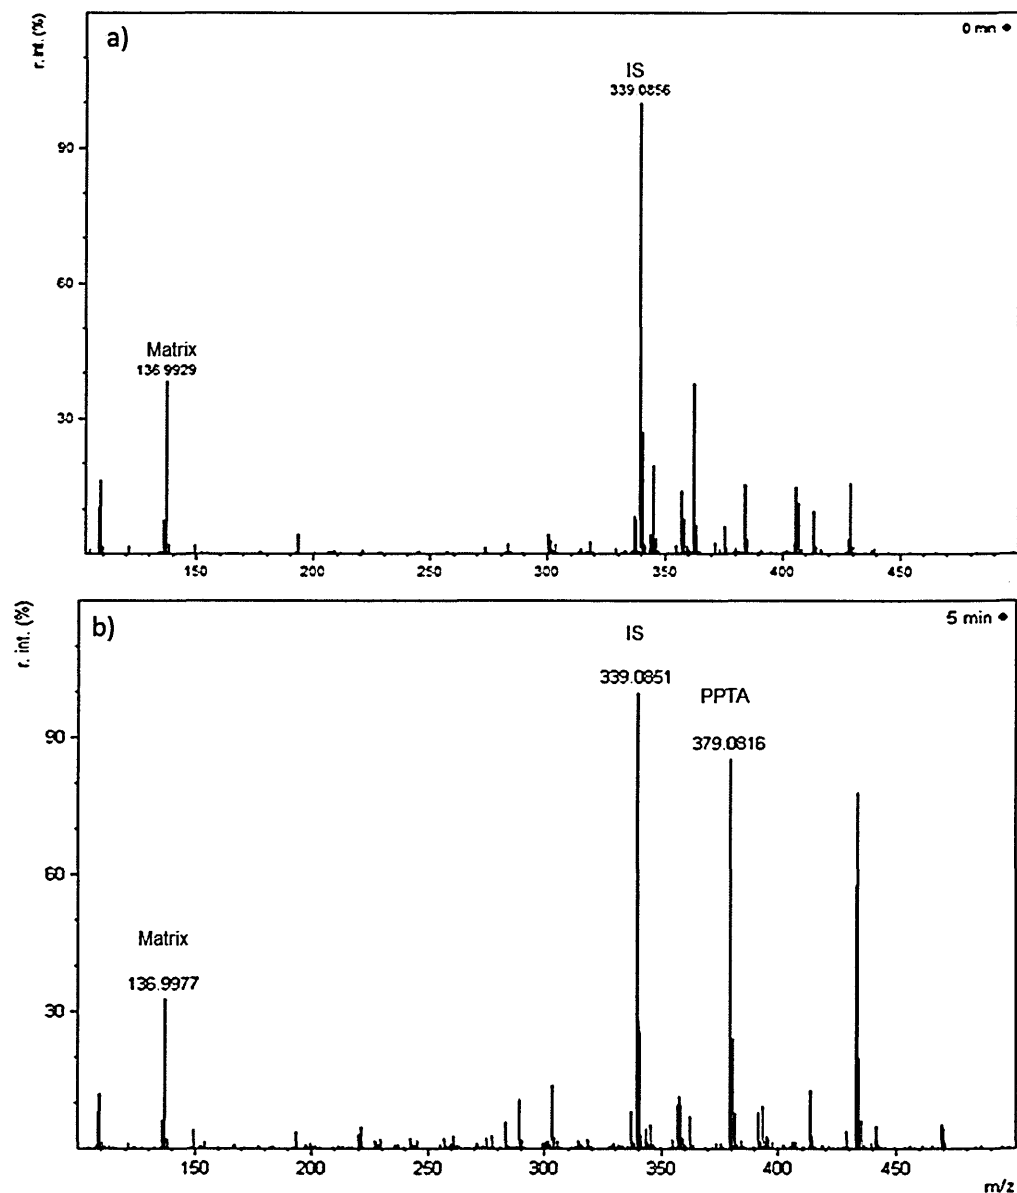 a)
0 min ◆
r. int. (%)
IS
339.0856
90
60
Matrix
136.9929
30
150 200 250 300 350 400 450
b)
5 min ◆
r. int. (%)
IS
339.0851
PPTA
379.0816
90
60
Matrix
136.9977
30
150 200 250 300 350 400 450
m/z